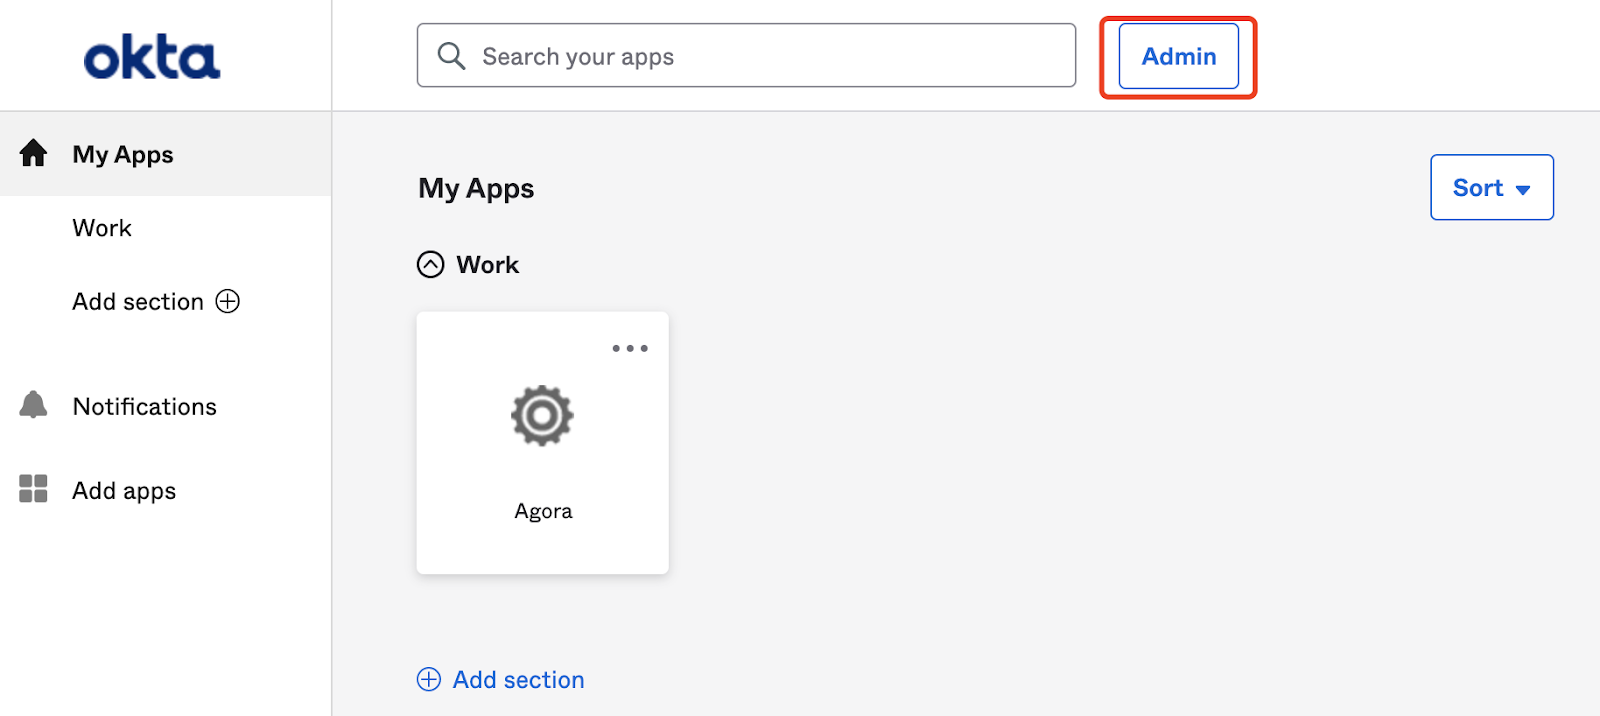 okta
Search your apps
Admin
My Apps
Work
Add section
Notifications
Add apps
My Apps
Sort
Work
Agora
Add section